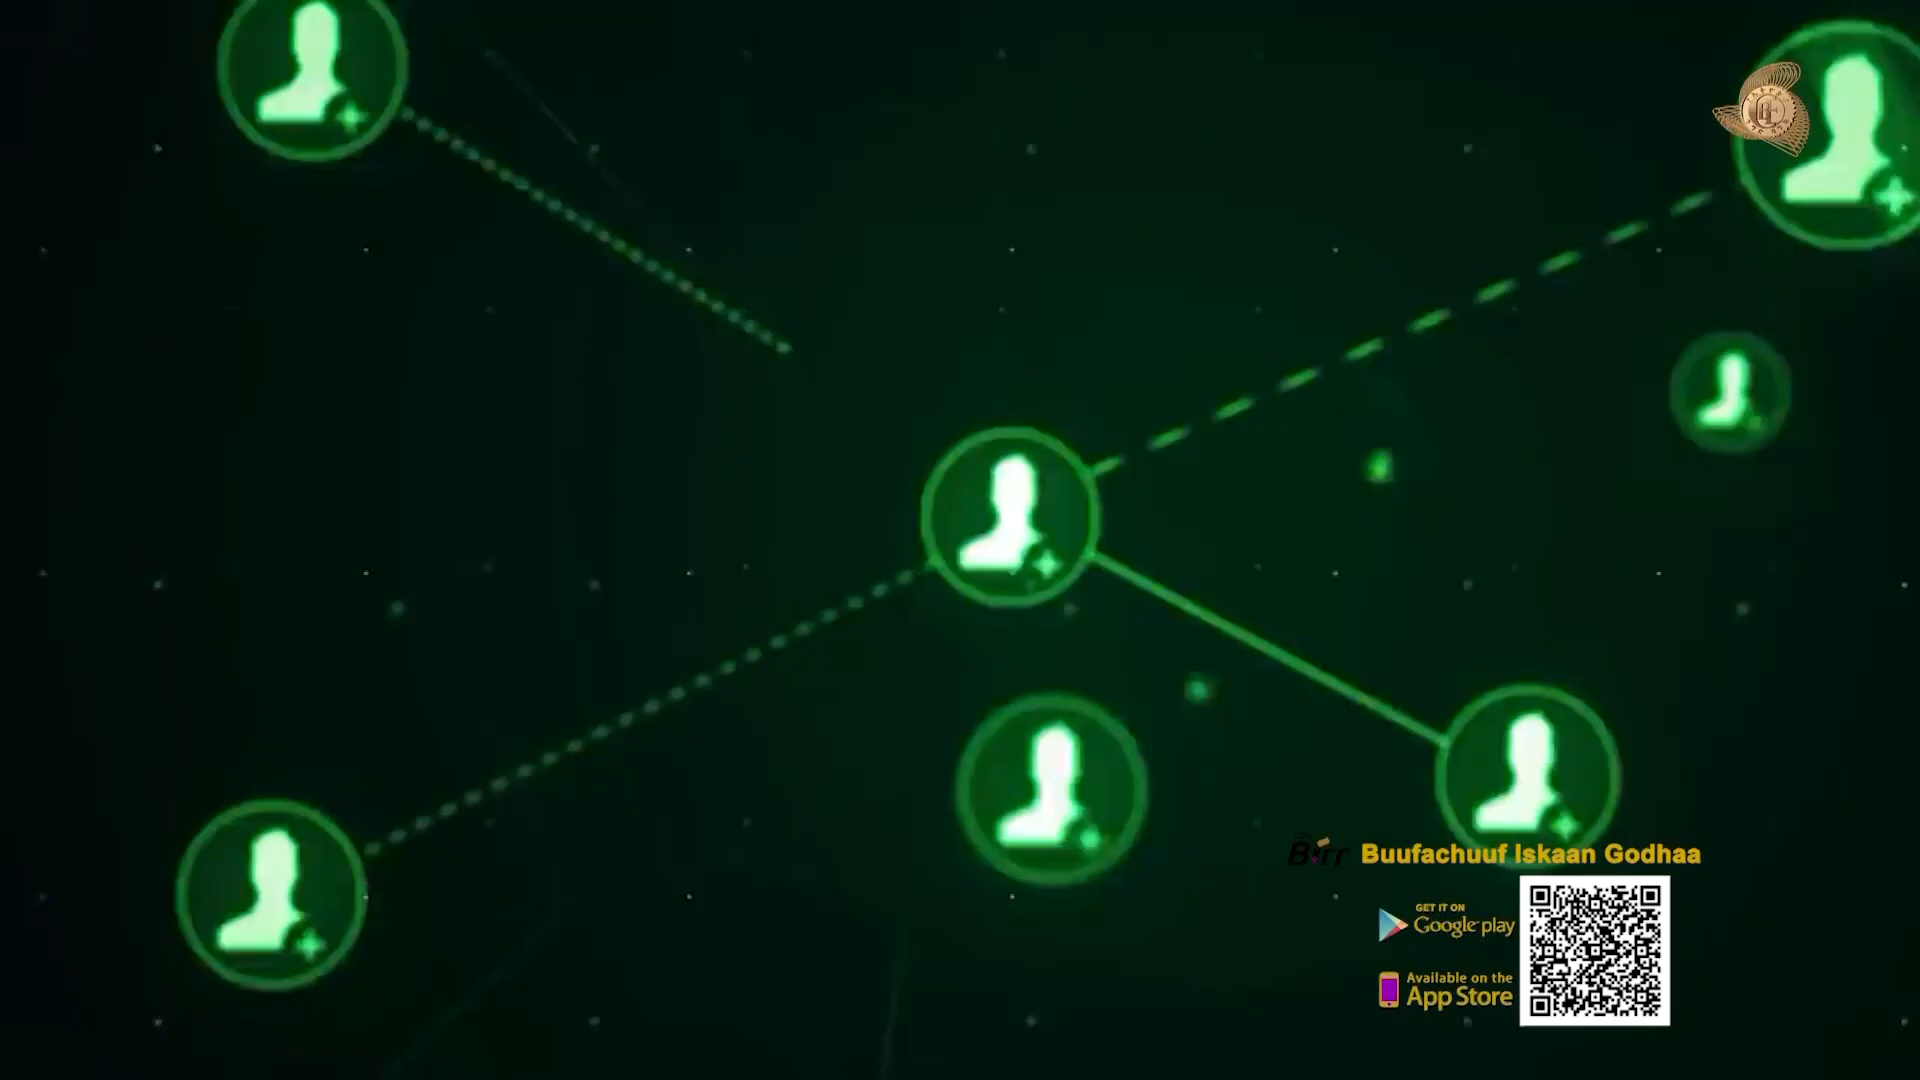 Birr Buufachuuf Iskaan Godhaa
GET IT ON
Google play
Available on the
App Store